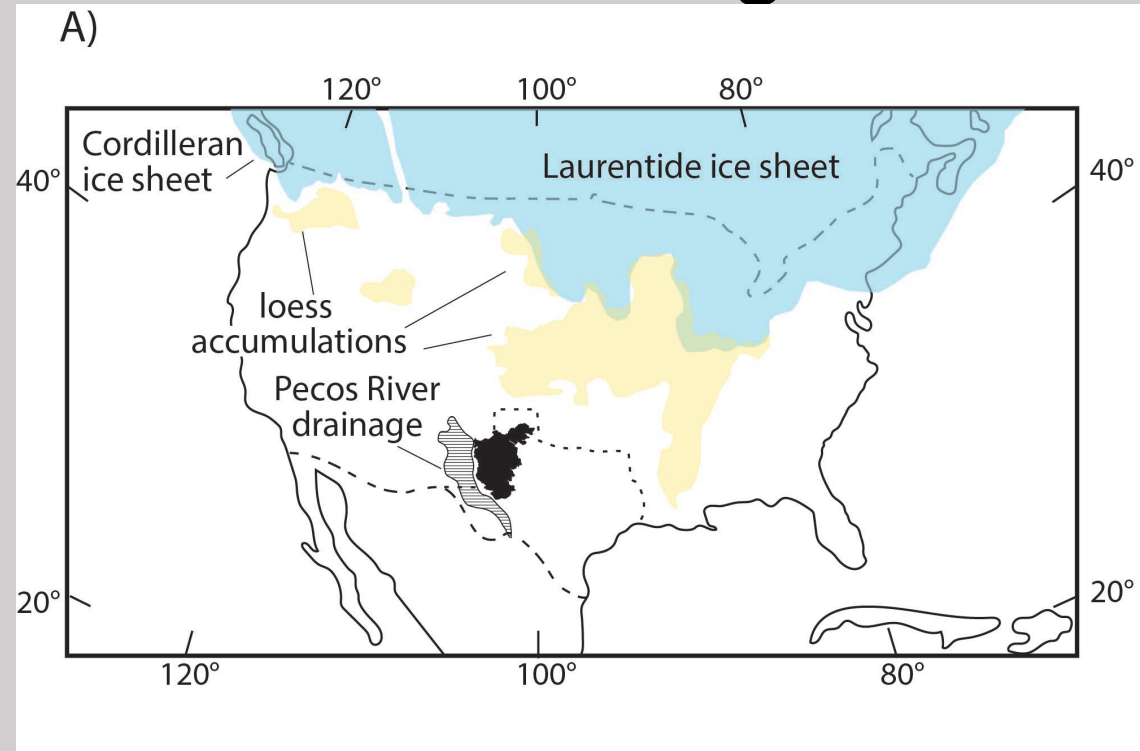 A)
120° 100° 80°
Cordilleran
ice sheet
Laurentide ice sheet
40° 40°
loess
accumulations
Pecos River
drainage
20° 20°
120° 100° 80°